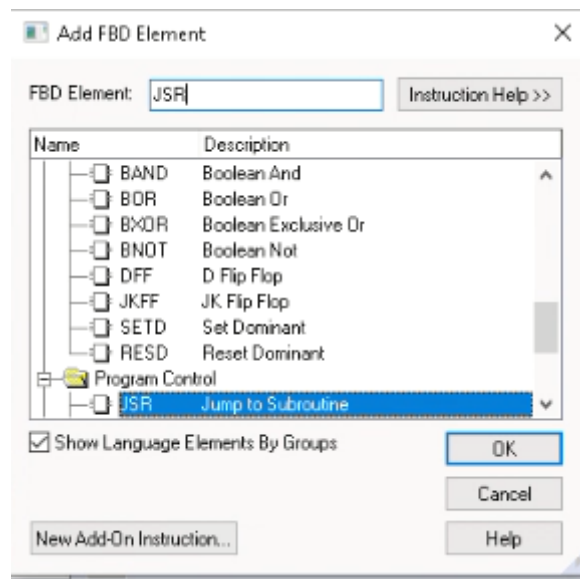 Add FBD Element
FBD Element: JSR Instruction Help >>
Name Description
BAND Boolean And
BOR Boolean Or
BXOR Boolean Exclusive Or
BNOT Boolean Not
DFF D Flip Flop
JKFF JK Flip Flop
SETD Set Dominant
RESD Reset Dominant
Program Control
JSR Jump to Subroutine
Show Language Elements By Groups OK
Cancel
New Add-On Instruction... Help